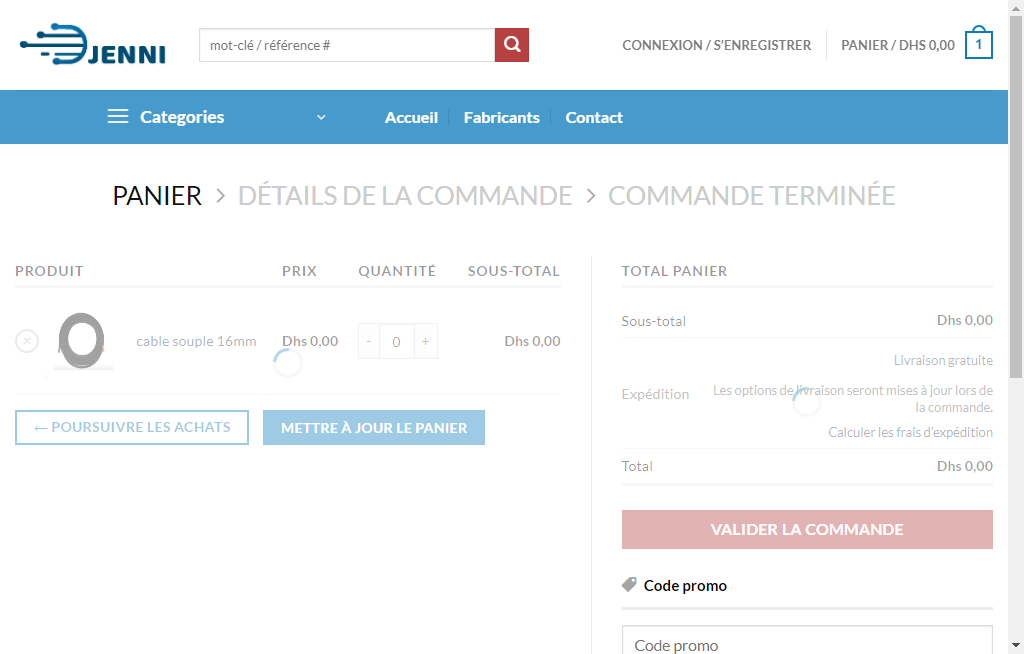 JENNI
mot-clé / référence #
CONNEXION / S'ENREGISTRER
PANIER / DHS 0,00
1
Categories
Accueil
Fabricants
Contact
PANIER > DÉTAILS DE LA COMMANDE > COMMANDE TERMINÉE
PRODUIT PRIX QUANTITÉ SOUS-TOTAL
× cable souple 16mm Dhs 0,00 - 0 + Dhs 0,00
← POURSUIVRE LES ACHATS
METTRE À JOUR LE PANIER
TOTAL PANIER
Sous-total Dhs 0,00
Livraison gratuite
Expédition
Les options de livraison seront mises à jour lors de
la commande.
Calculer les frais d'expédition
Total Dhs 0,00
VALIDER LA COMMANDE
Code promo
Code promo